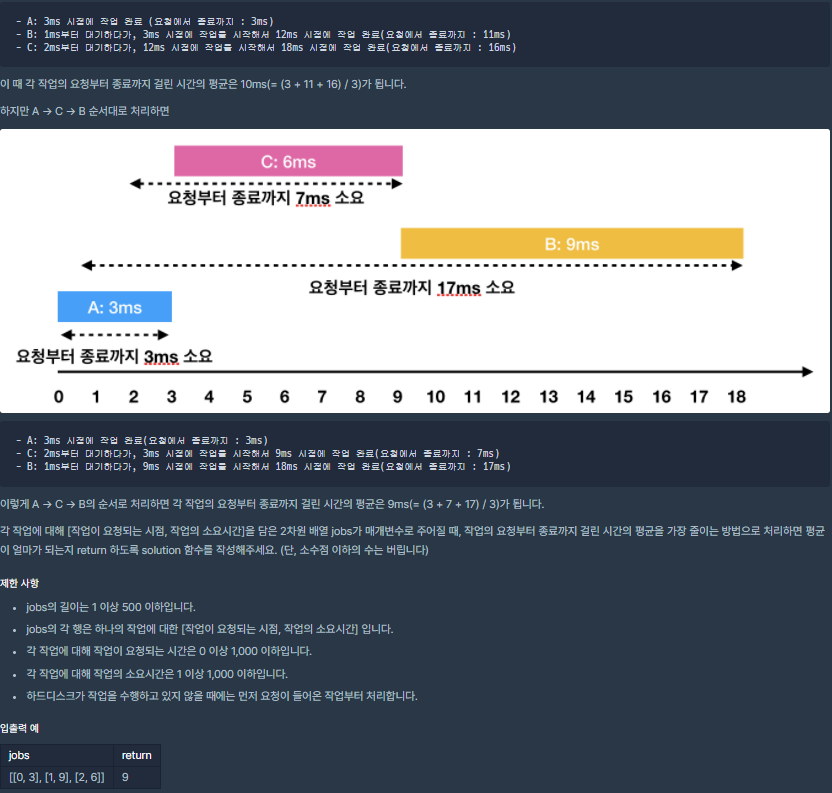 - A: 3ms 시점에 작업 완료 (요청에서 종료까지 : 3ms)
- B: 1ms부터 대기하다가, 3ms 시점에 작업을 시작해서 12ms 시점에 작업 완료(요청에서 종료까지 : 11ms)
- C: 2ms부터 대기하다가, 12ms 시점에 작업을 시작해서 18ms 시점에 작업 완료(요청에서 종료까지 : 16ms)
이 때 각 작업의 요청부터 종료까지 걸린 시간의 평균은 10ms(= (3 + 11 + 16) / 3)가 됩니다.
하지만 A → C → B 순서대로 처리하면
C: 6ms
요청부터 종료까지 7ms 소요
B: 9ms
요청부터 종료까지 17ms 소요
A: 3ms
요청부터 종료까지 3ms 소요
0 1 2 3 4 5 6 7 8 9 10 11 12 13 14 15 16 17 18
- A: 3ms 시점에 작업 완료(요청에서 종료까지 : 3ms)
- C: 2ms부터 대기하다가, 3ms 시점에 작업을 시작해서 9ms 시점에 작업 완료(요청에서 종료까지 : 7ms)
- B: 1ms부터 대기하다가, 9ms 시점에 작업을 시작해서 18ms 시점에 작업 완료(요청에서 종료까지 : 17ms)
이렇게 A → C → B의 순서로 처리하면 각 작업의 요청부터 종료까지 걸린 시간의 평균은 9ms(= (3 + 7 + 17) / 3)가 됩니다.
각 작업에 대해 [작업이 요청되는 시점, 작업의 소요시간]을 담은 2차원 배열 jobs가 매개변수로 주어질 때, 작업의 요청부터 종료까지 걸린 시간의 평균을 가장 줄이는 방법으로 처리하면 평균
이 얼마가 되는지 return 하도록 solution 함수를 작성해주세요. (단, 소수점 이하의 수는 버립니다)
제한 사항
• jobs의 길이는 1 이상 500 이하입니다.
• jobs의 각 행은 하나의 작업에 대한 [작업이 요청되는 시점, 작업의 소요시간] 입니다.
• 각 작업에 대해 작업이 요청되는 시간은 0 이상 1,000 이하입니다.
• 각 작업에 대해 작업의 소요시간은 1 이상 1,000 이하입니다.
• 하드디스크가 작업을 수행하고 있지 않을 때에는 먼저 요청이 들어온 작업부터 처리합니다.
입출력 예
jobs return
[[0, 3], [1, 9], [2, 6]] 9